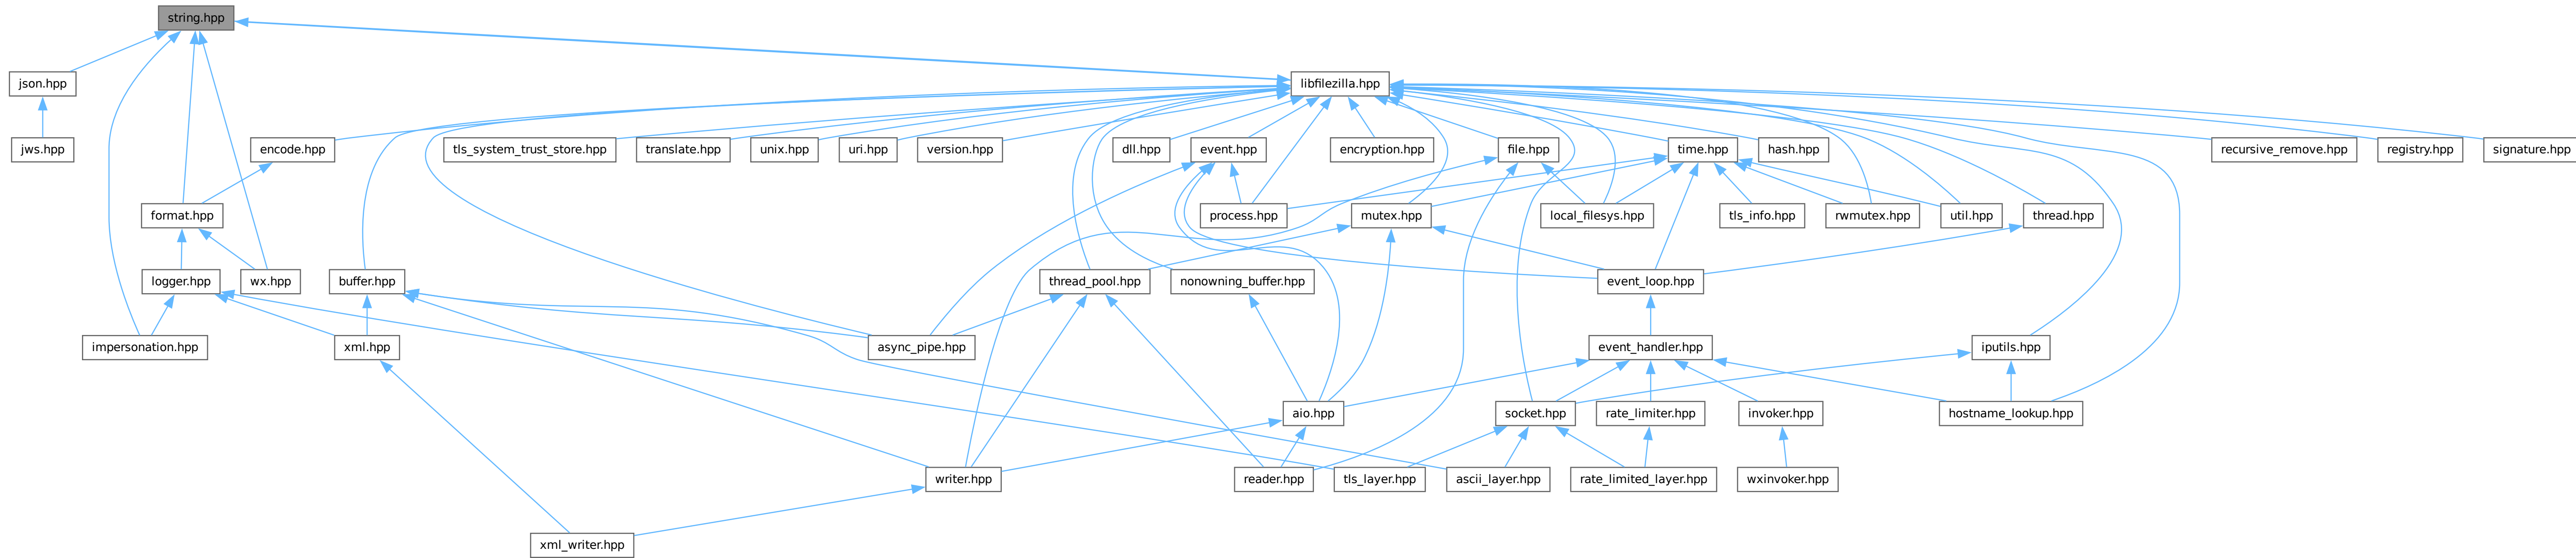 string.hpp
json.hpp
libfilezilla.hpp
jws.hpp
encode.hpp
tls_system_trust_store.hpp
translate.hpp
unix.hpp
uri.hpp
version.hpp
dll.hpp
event.hpp
encryption.hpp
file.hpp
time.hpp
hash.hpp
recursive_remove.hpp
registry.hpp
signature.hpp
format.hpp
process.hpp
mutex.hpp
local_filesys.hpp
tls_info.hpp
rwmutex.hpp
util.hpp
thread.hpp
logger.hpp
wx.hpp
buffer.hpp
thread_pool.hpp
nonowning_buffer.hpp
event_loop.hpp
impersonation.hpp
xml.hpp
async_pipe.hpp
event_handler.hpp
iputils.hpp
aio.hpp
socket.hpp
rate_limiter.hpp
invoker.hpp
hostname_lookup.hpp
writer.hpp
reader.hpp
tls_layer.hpp
ascii_layer.hpp
rate_limited_layer.hpp
wxinvoker.hpp
xml_writer.hpp